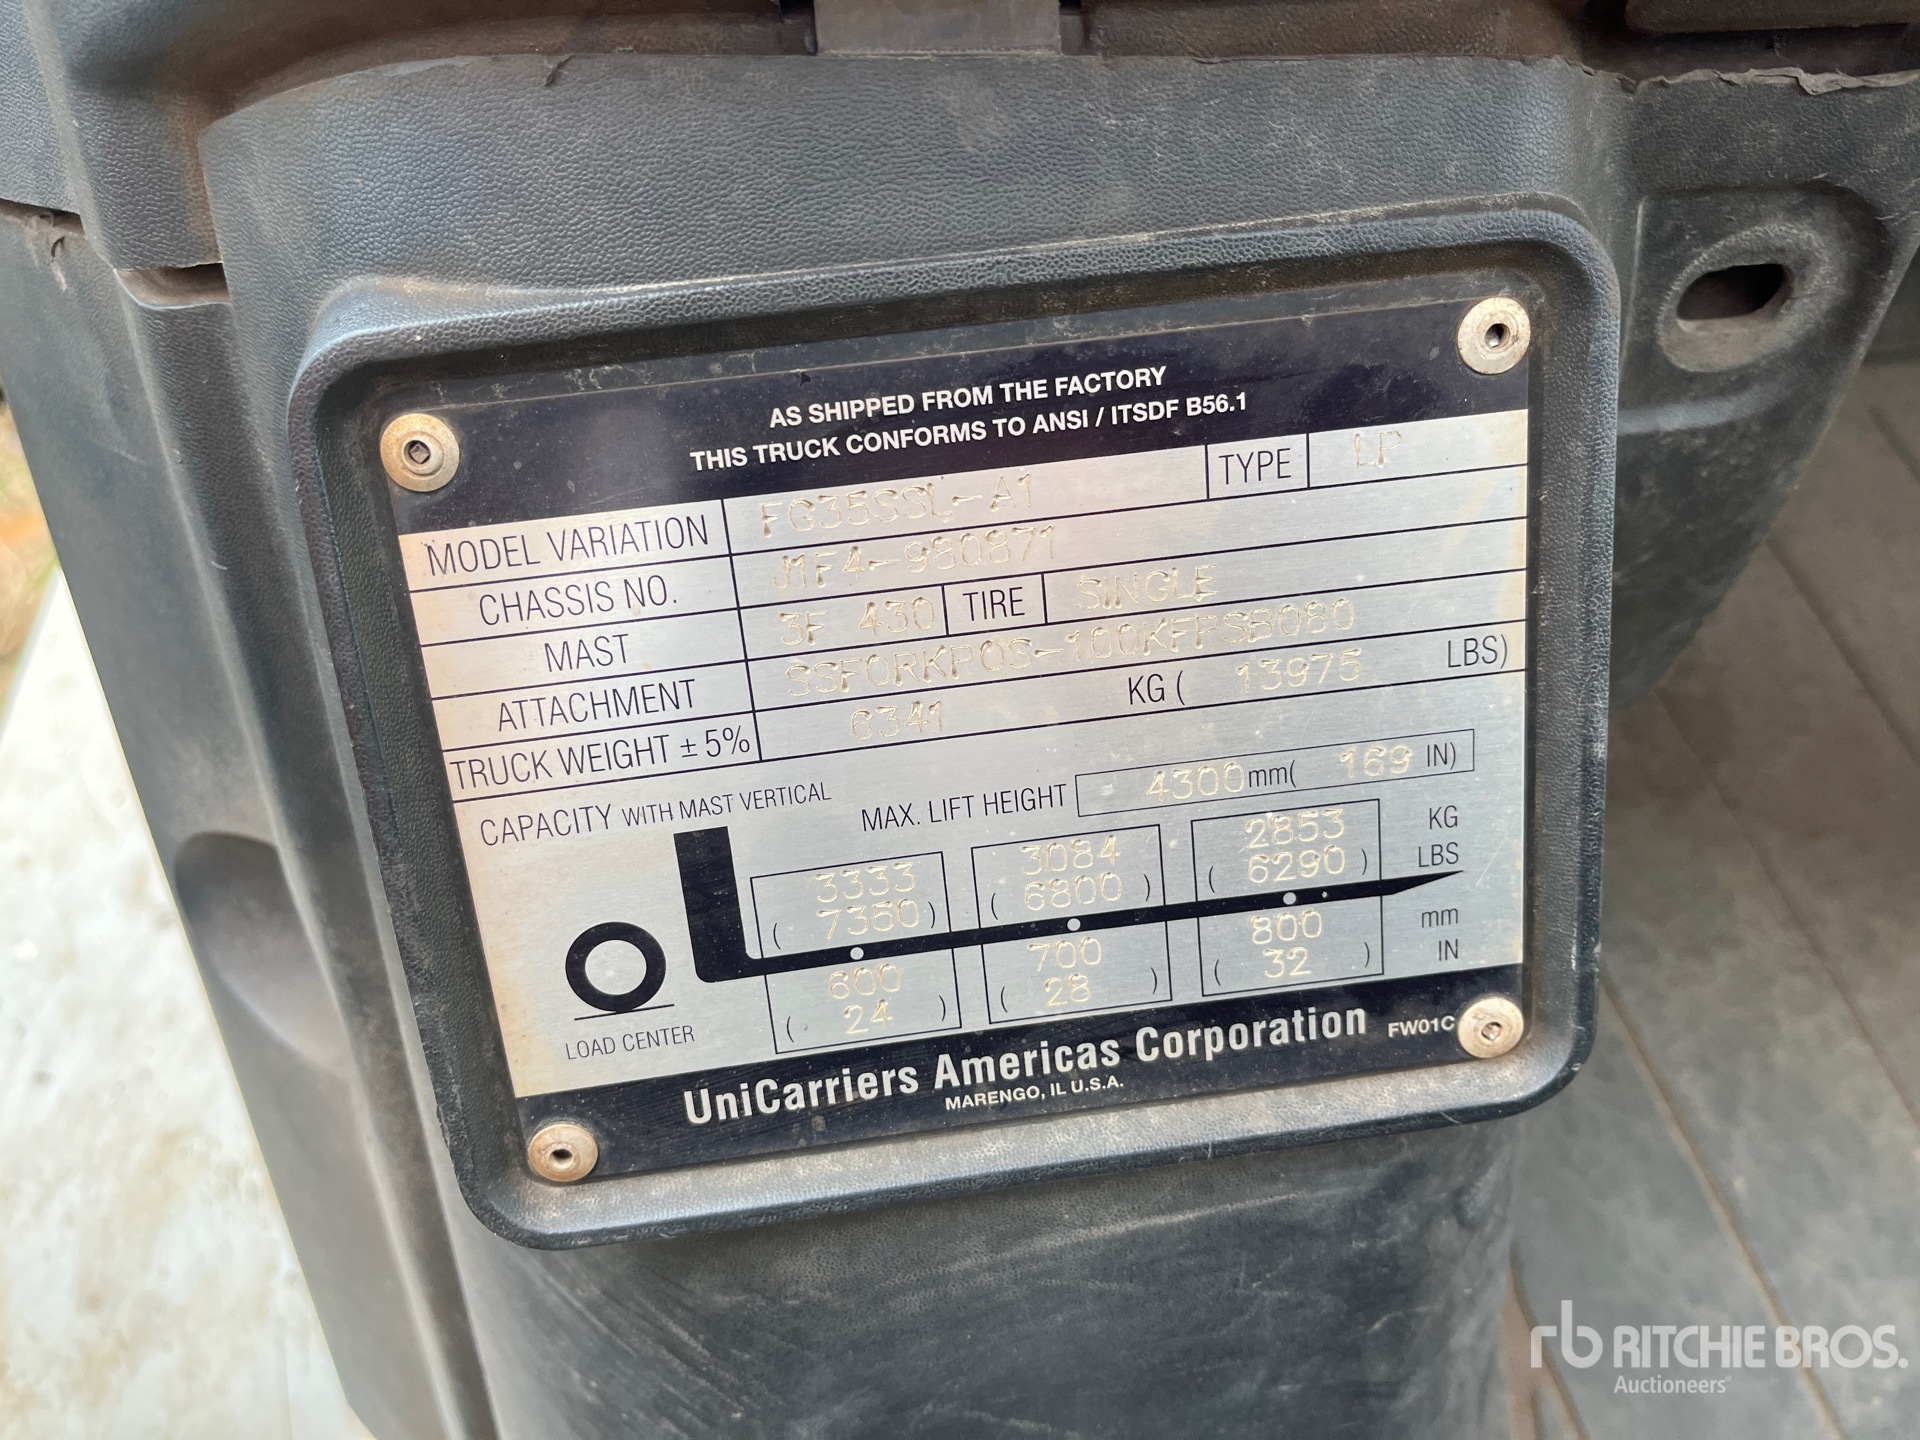 AS SHIPPED FROM THE FACTORY
THIS TRUCK CONFORMS TO ANSI / ITSDF B56.1
MODEL VARIATION FG35SSL-A1 TYPE LP
CHASSIS NO. J1F4-980871
MAST 3F 430 TIRE SINGLE
ATTACHMENT SSFORKPOS-100KFPSB080
TRUCK WEIGHT ± 5% 6341 KG ( 13975 LBS)
CAPACITY WITH MAST VERTICAL MAX. LIFT HEIGHT 4300 mm( 169 IN)
3333 3084 2853 KG
( 7350 ) ( 6800 ) ( 6290 ) LBS
600 700 800 mm
( 24 ) ( 28 ) ( 32 ) IN
LOAD CENTER
UniCarriers Americas Corporation FW01C
MARENGO, IL U.S.A.
rb RITCHIE BROS.
Auctioneers